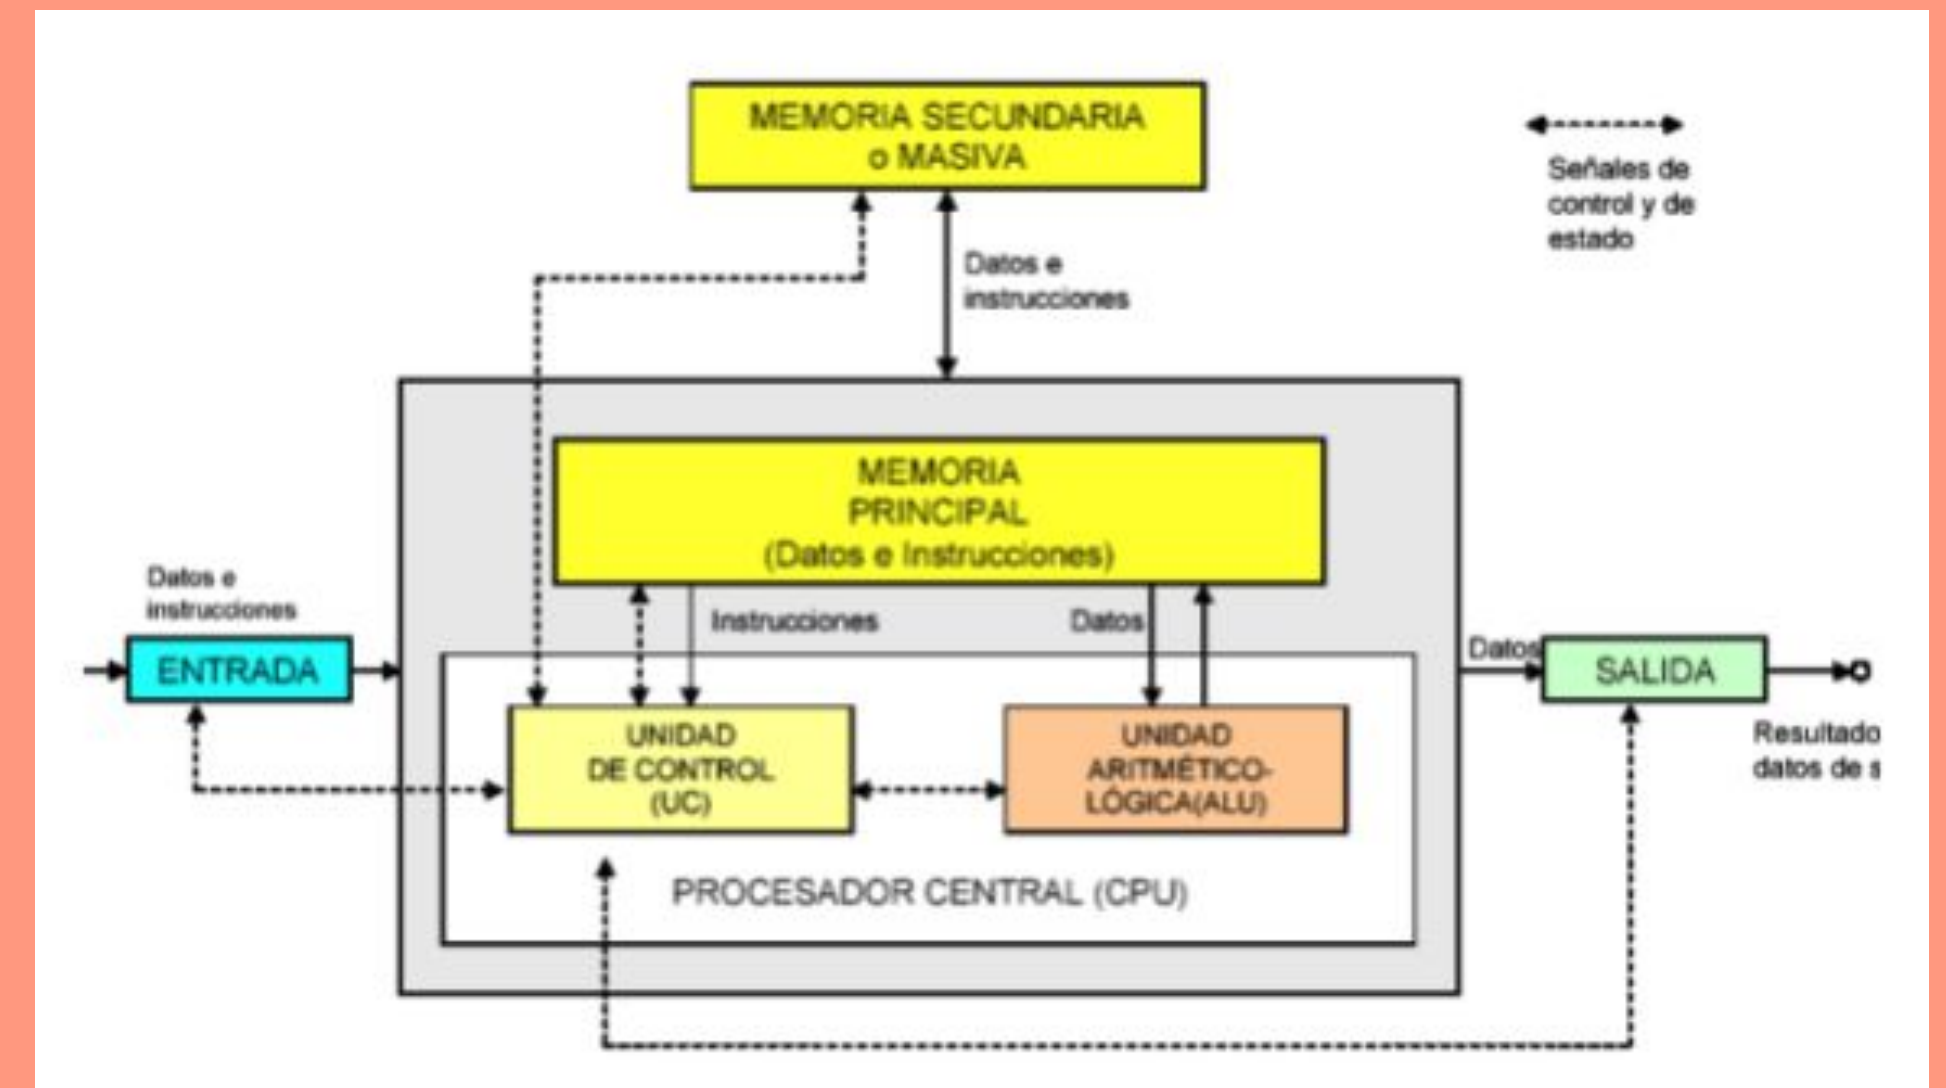 MEMORIA SECUNDARIA
o MASIVA
Señales de
control y de
estado
Datos e
instrucciones
MEMORIA
PRINCIPAL
(Datos e Instrucciones)
Datos e
instrucciones
Instrucciones
Datos
ENTRADA
Datos
SALIDA
UNIDAD
DE CONTROL
(UC)
UNIDAD
ARITMÉTICO-
LÓGICA(ALU)
Resultado
datos de s
PROCESADOR CENTRAL (CPU)